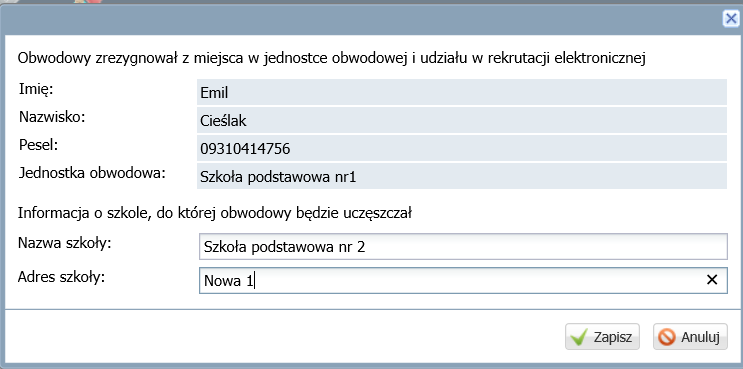 Obwodowy zrezygnował z miejsca w jednostce obwodowej i udziału w rekrutacji elektronicznej
Imię: Emil
Nazwisko: Cieślak
Pesel: 09310414756
Jednostka obwodowa: Szkoła podstawowa nr1
Informacja o szkole, do której obwodowy będzie uczęszczał
Nazwa szkoły: Szkoła podstawowa nr 2
Adres szkoły: Nowa 1
Zapisz Anuluj